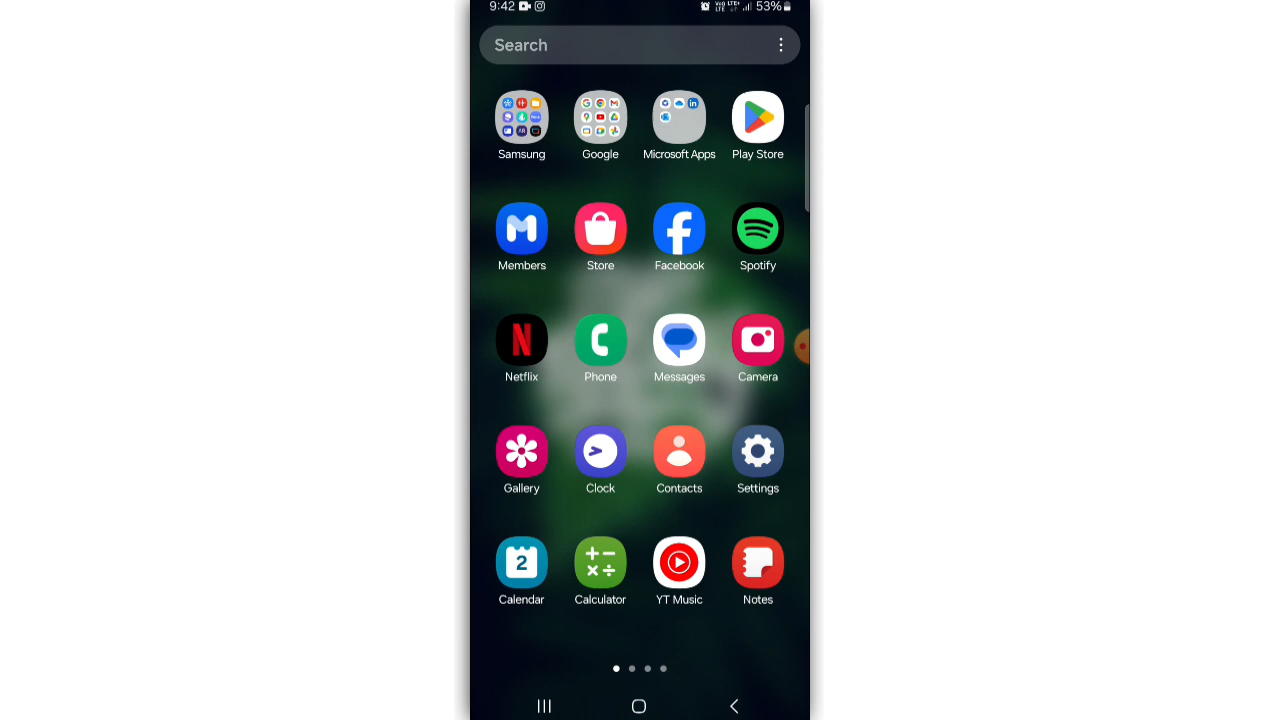 9:42 53%
Search
Samsung Google Microsoft Apps Play Store
Members Store Facebook Spotify
Netflix Phone Messages Camera
Gallery Clock Contacts Settings
2
Calendar Calculator YT Music Notes